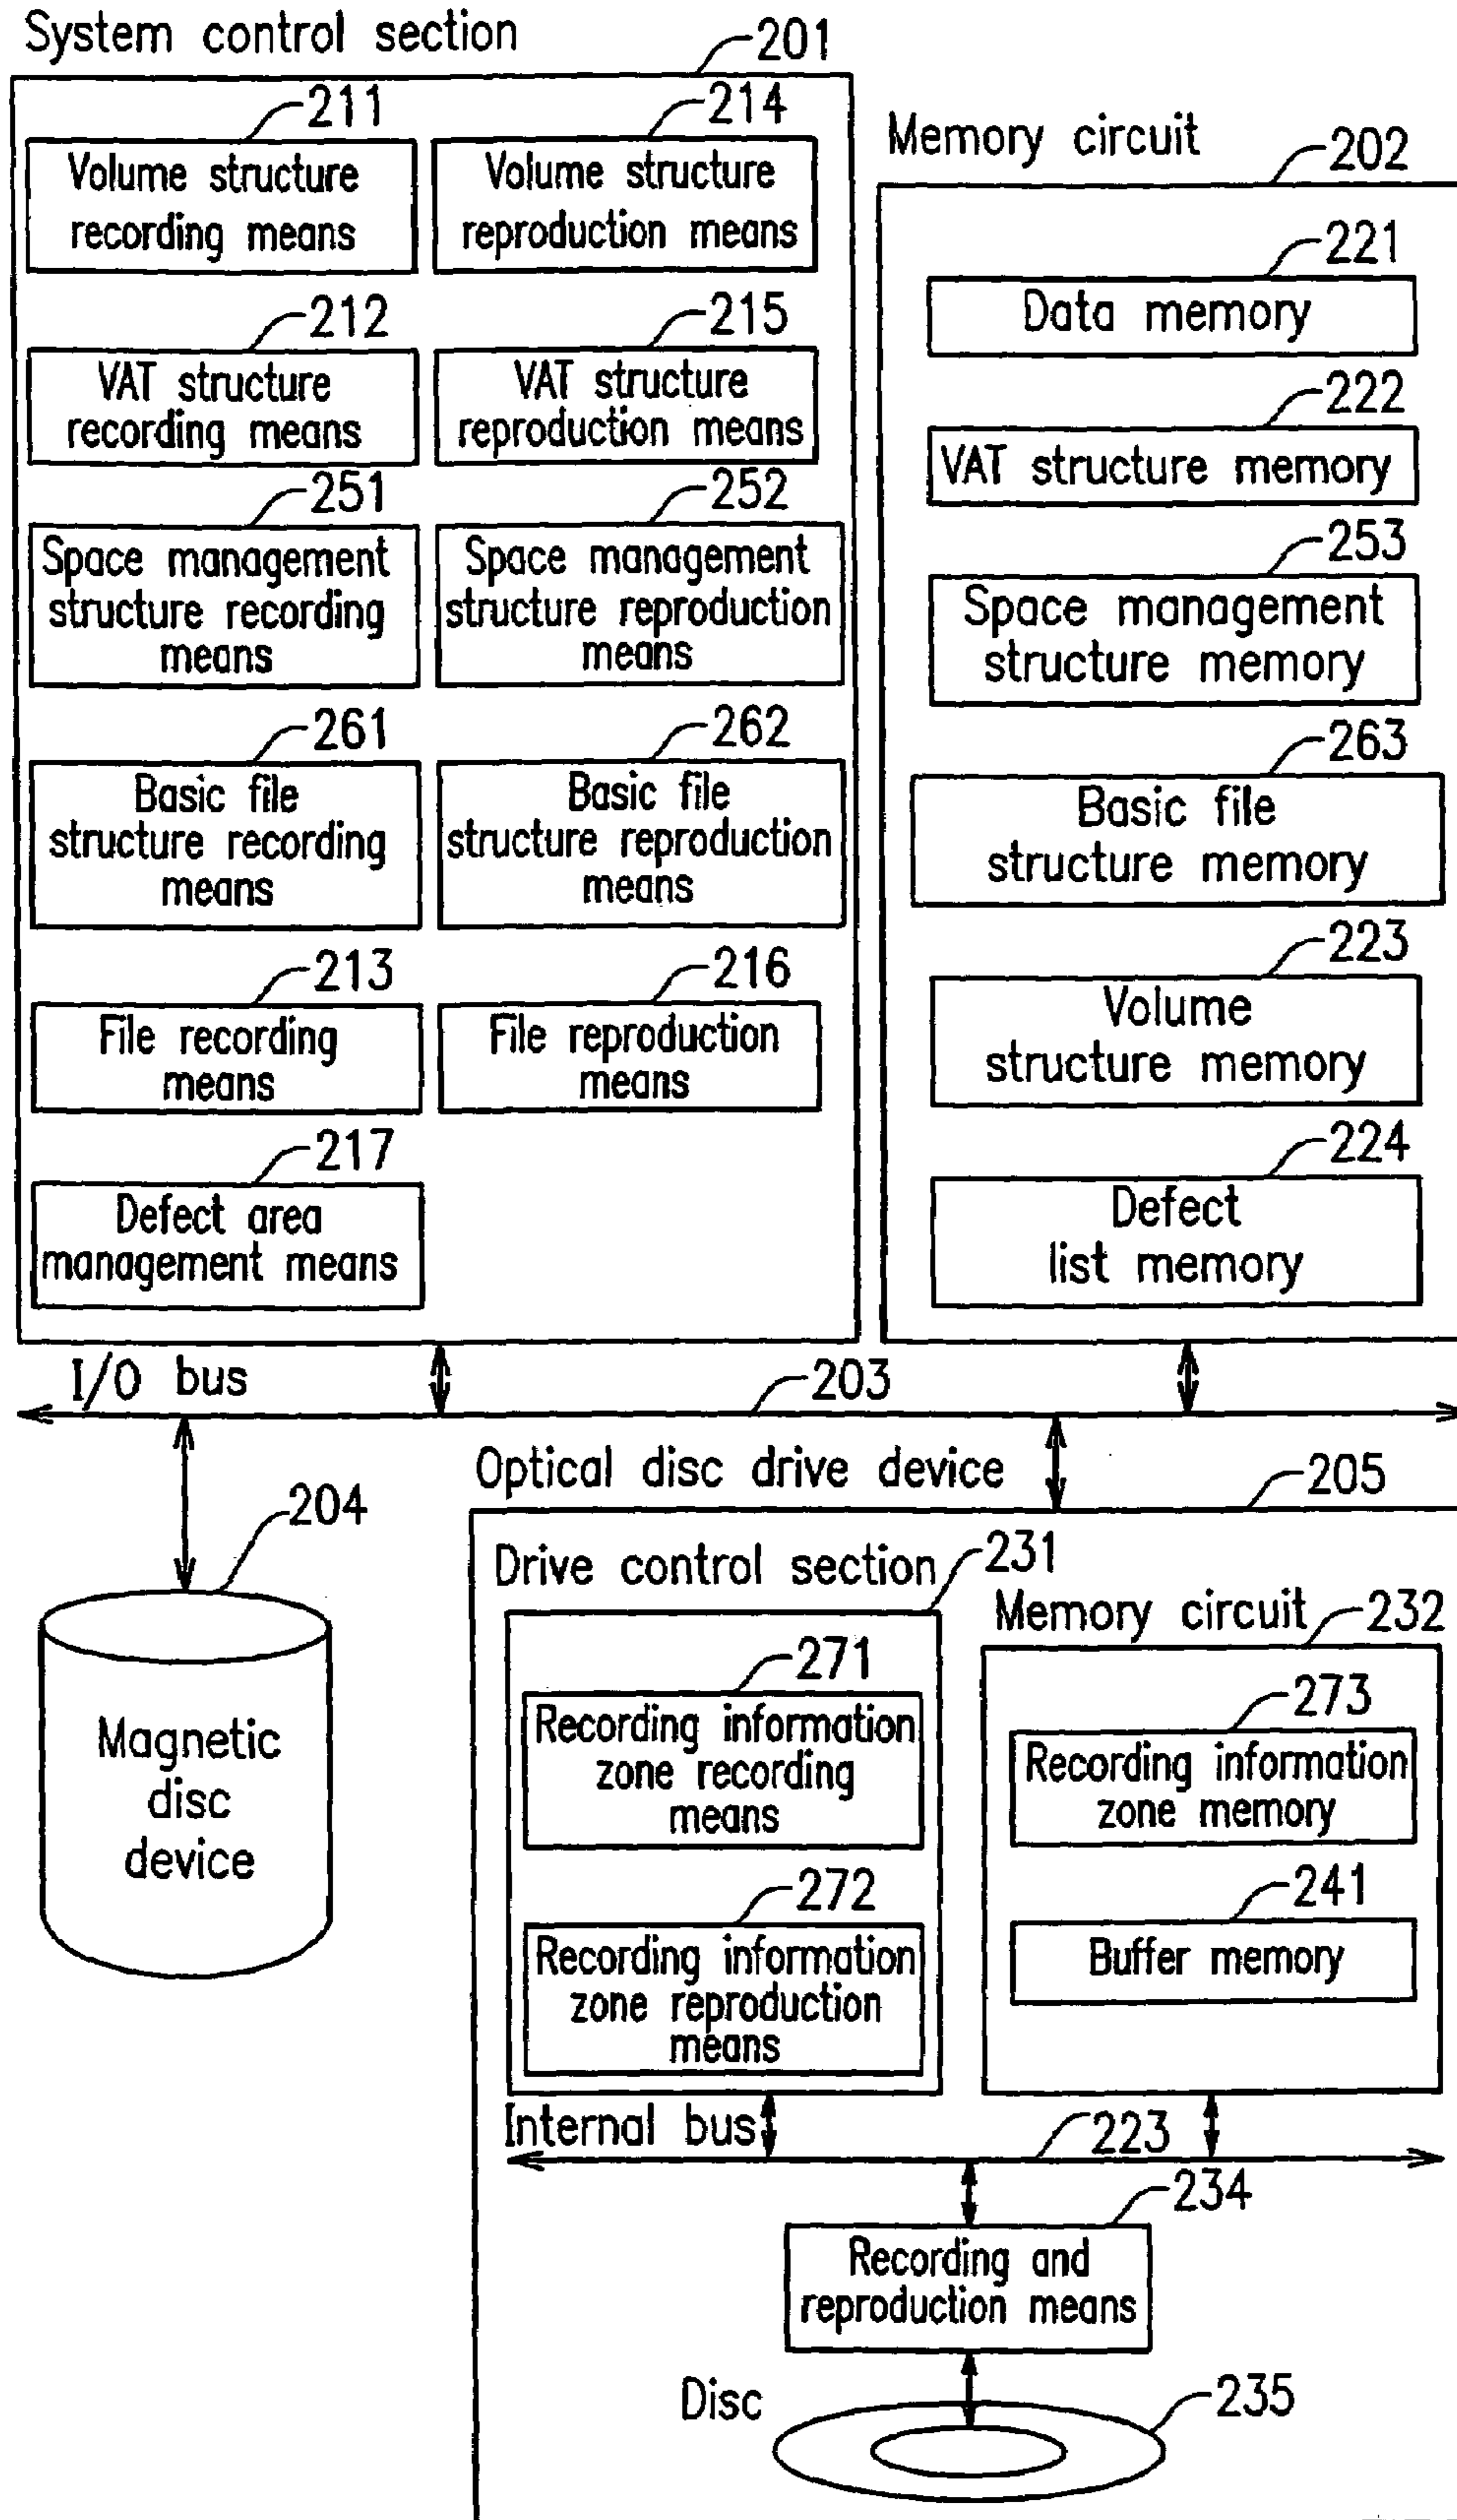 System control section
201
211
Volume structure
recording means
214
Volume structure
reproduction means
212
VAT structure
recording means
215
VAT structure
reproduction means
251
Space management
structure recording
means
252
Space management
structure reproduction
means
261
Basic file
structure recording
means
262
Basic file
structure reproduction
means
213
File recording
means
216
File reproduction
means
217
Defect area
management means
Memory circuit
202
221
Data memory
222
VAT structure memory
253
Space management
structure memory
263
Basic file
structure memory
223
Volume
structure memory
224
Defect
list memory
I/O bus
203
204
Magnetic
disc
device
Optical disc drive device
205
Drive control section
231
271
Recording information
zone recording
means
272
Recording information
zone reproduction
means
Memory circuit
232
273
Recording information
zone memory
241
Buffer memory
Internal bus
223
234
Recording and
reproduction means
Disc
235